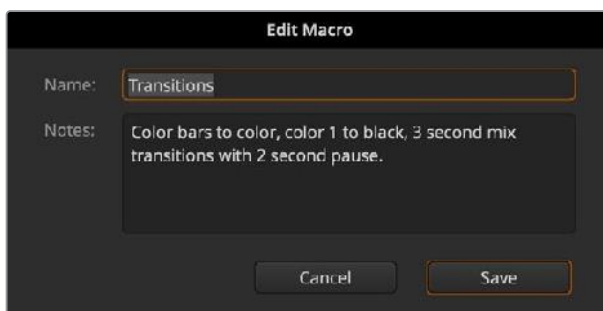 Edit Macro
Name: Transitions
Notes: Color bars to color, color 1 to black, 3 second mix
transitions with 2 second pause.
Cancel Save